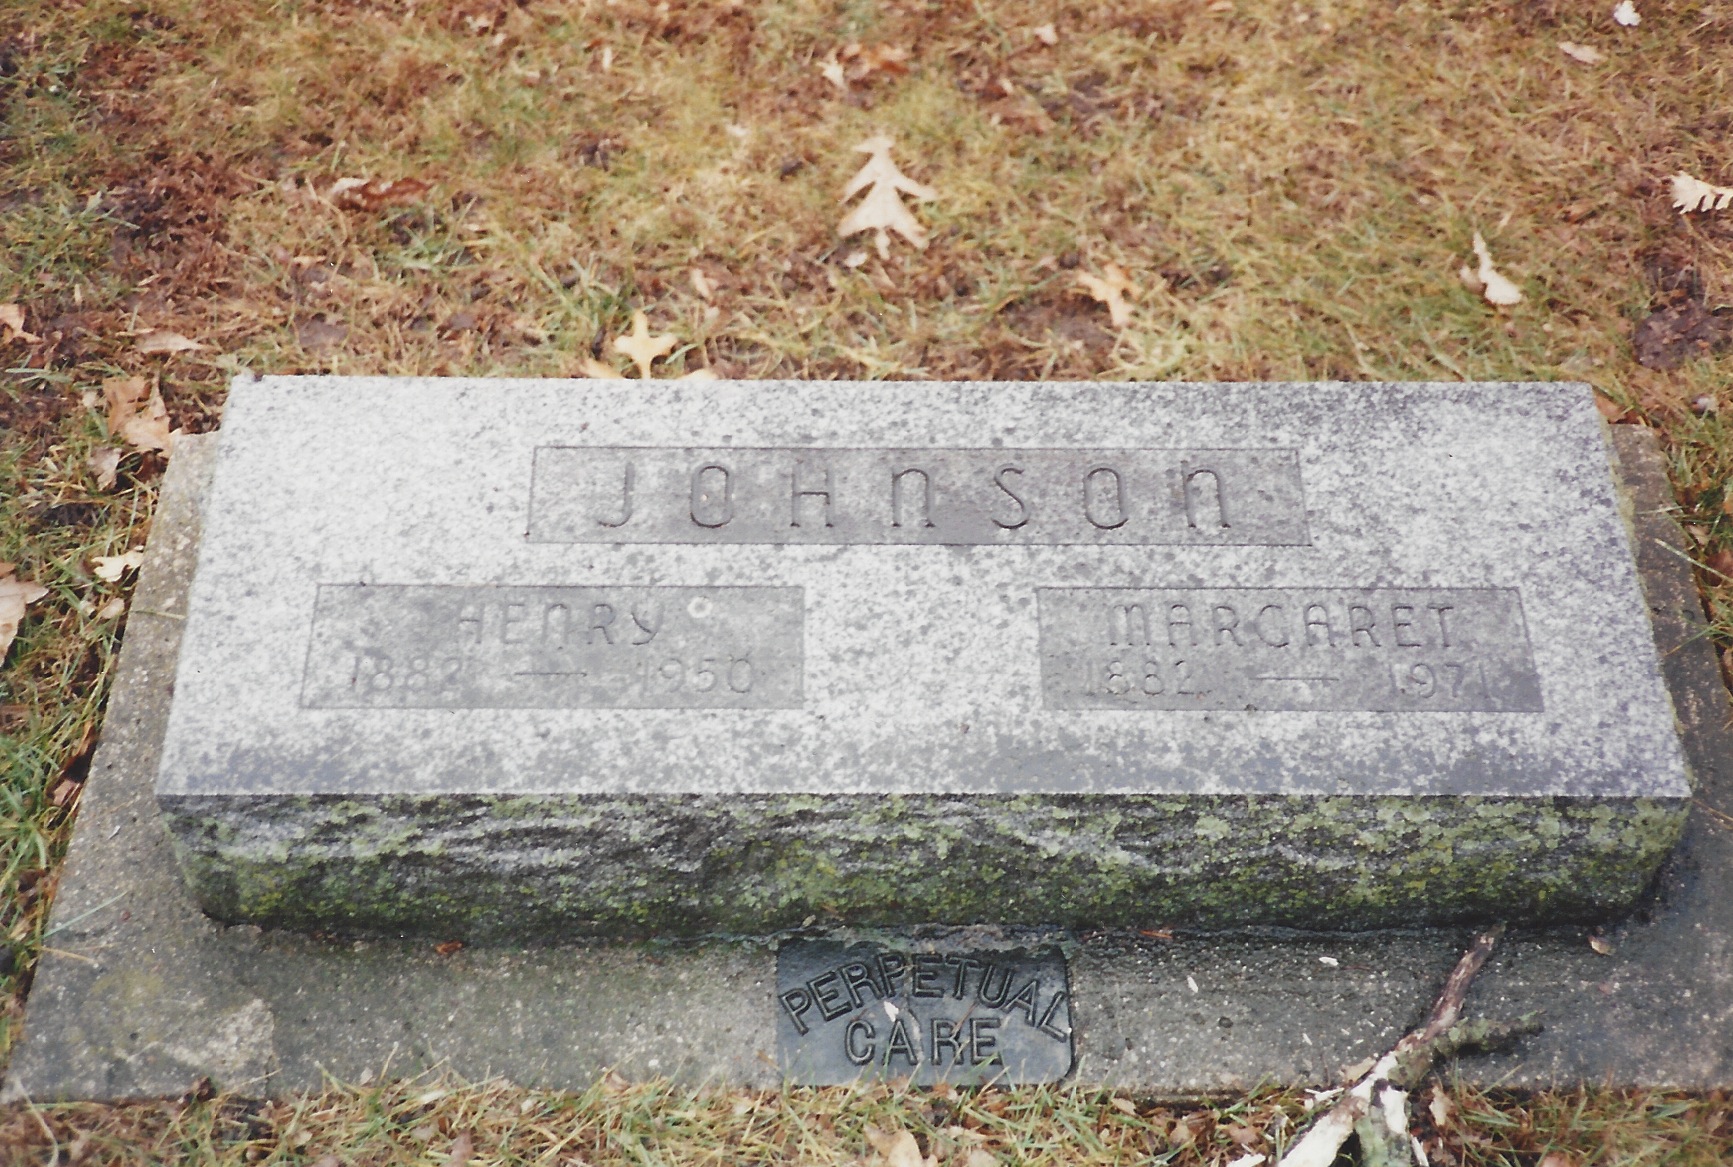 JOHNSON
HENRY
1882 — 1950
MARGARET
1882 — 1971
PERPETUAL
CARE